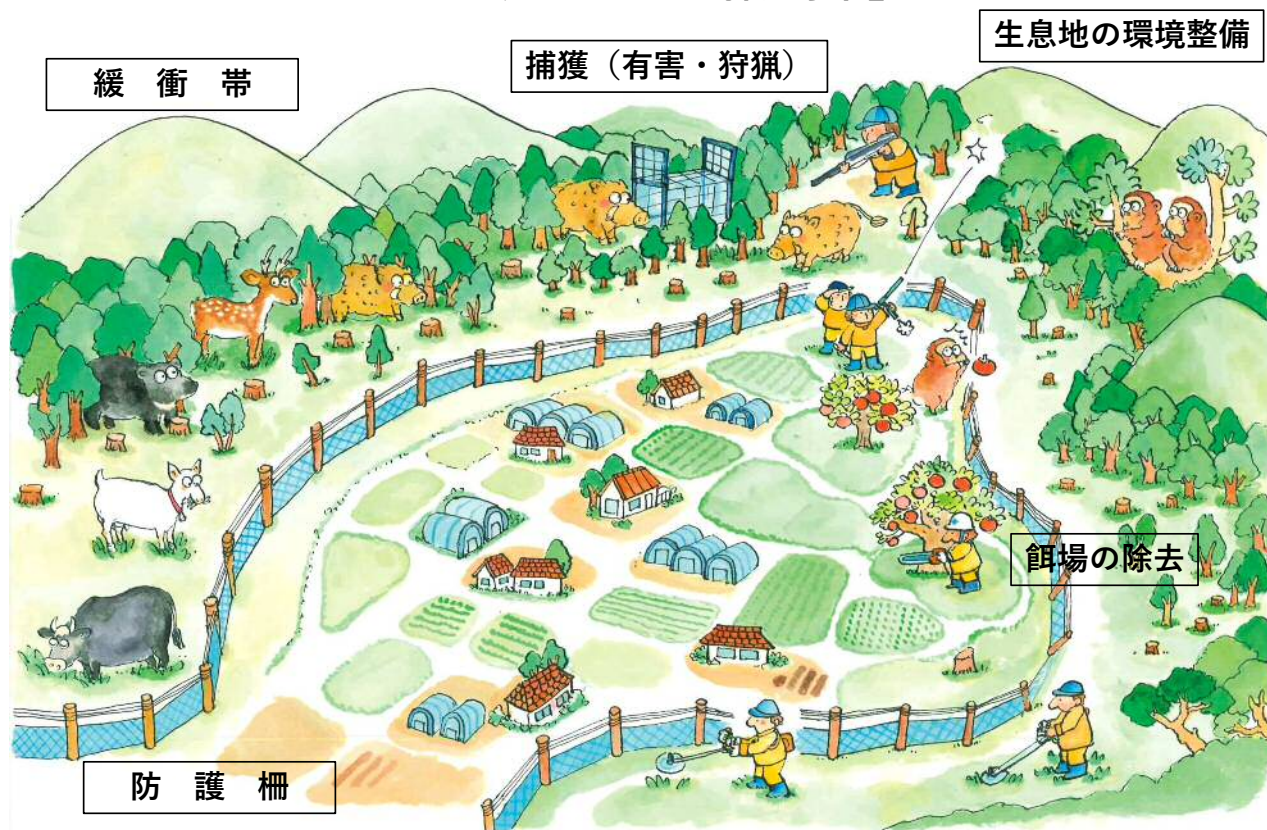 生息地の環境整備
捕獲（有害・狩猟）
緩衝帯
餌場の除去
防護柵